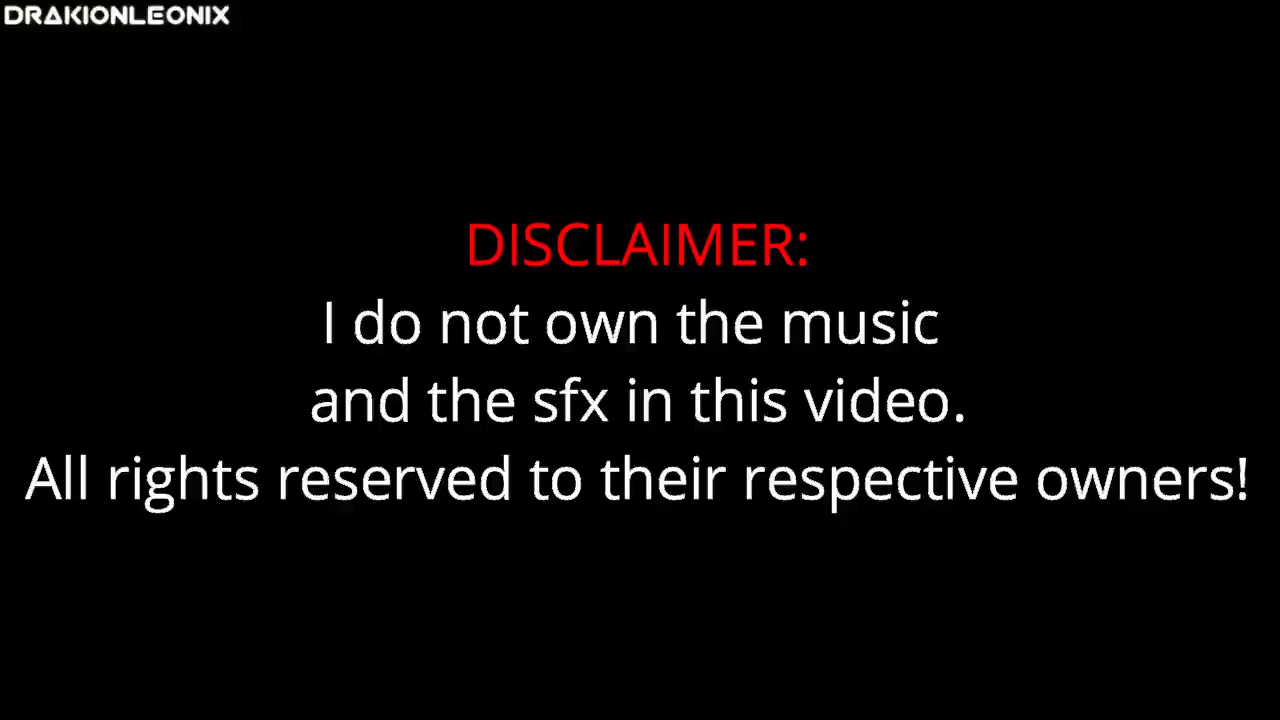 DRAKIONLEONIX
DISCLAIMER:
I do not own the music
and the sfx in this video.
All rights reserved to their respective owners!